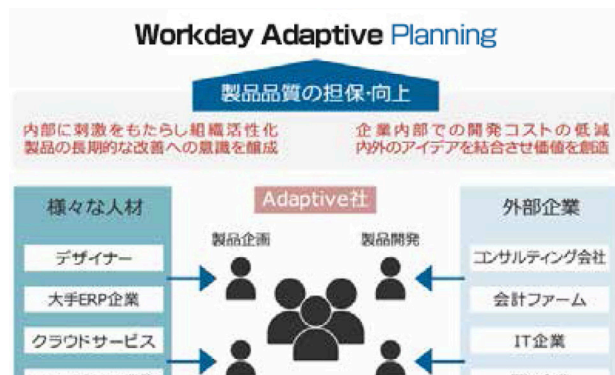 Workday Adaptive Planning
製品品質の担保・向上
内部に刺激をもたらし組織活性化
製品の長期的な改善への意識を醸成
企業内部での開発コストの低減
内外のアイデアを結合させ価値を創造
様々な人材
Adaptive社
外部企業
製品企画
製品開発
デザイナー
コンサルティング会社
大手ERP企業
会計ファーム
クラウドサービス
IT企業